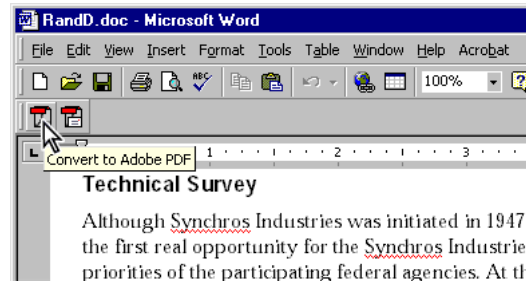 RandD.doc - Microsoft Word
File Edit View Insert Format Tools Table Window Help Acrobat
ABC 100%
Convert to Adobe PDF
1 2 3
Technical Survey
Although Synchros Industries was initiated in 1947
the first real opportunity for the Synchros Industrie
priorities of the participating federal agencies. At th